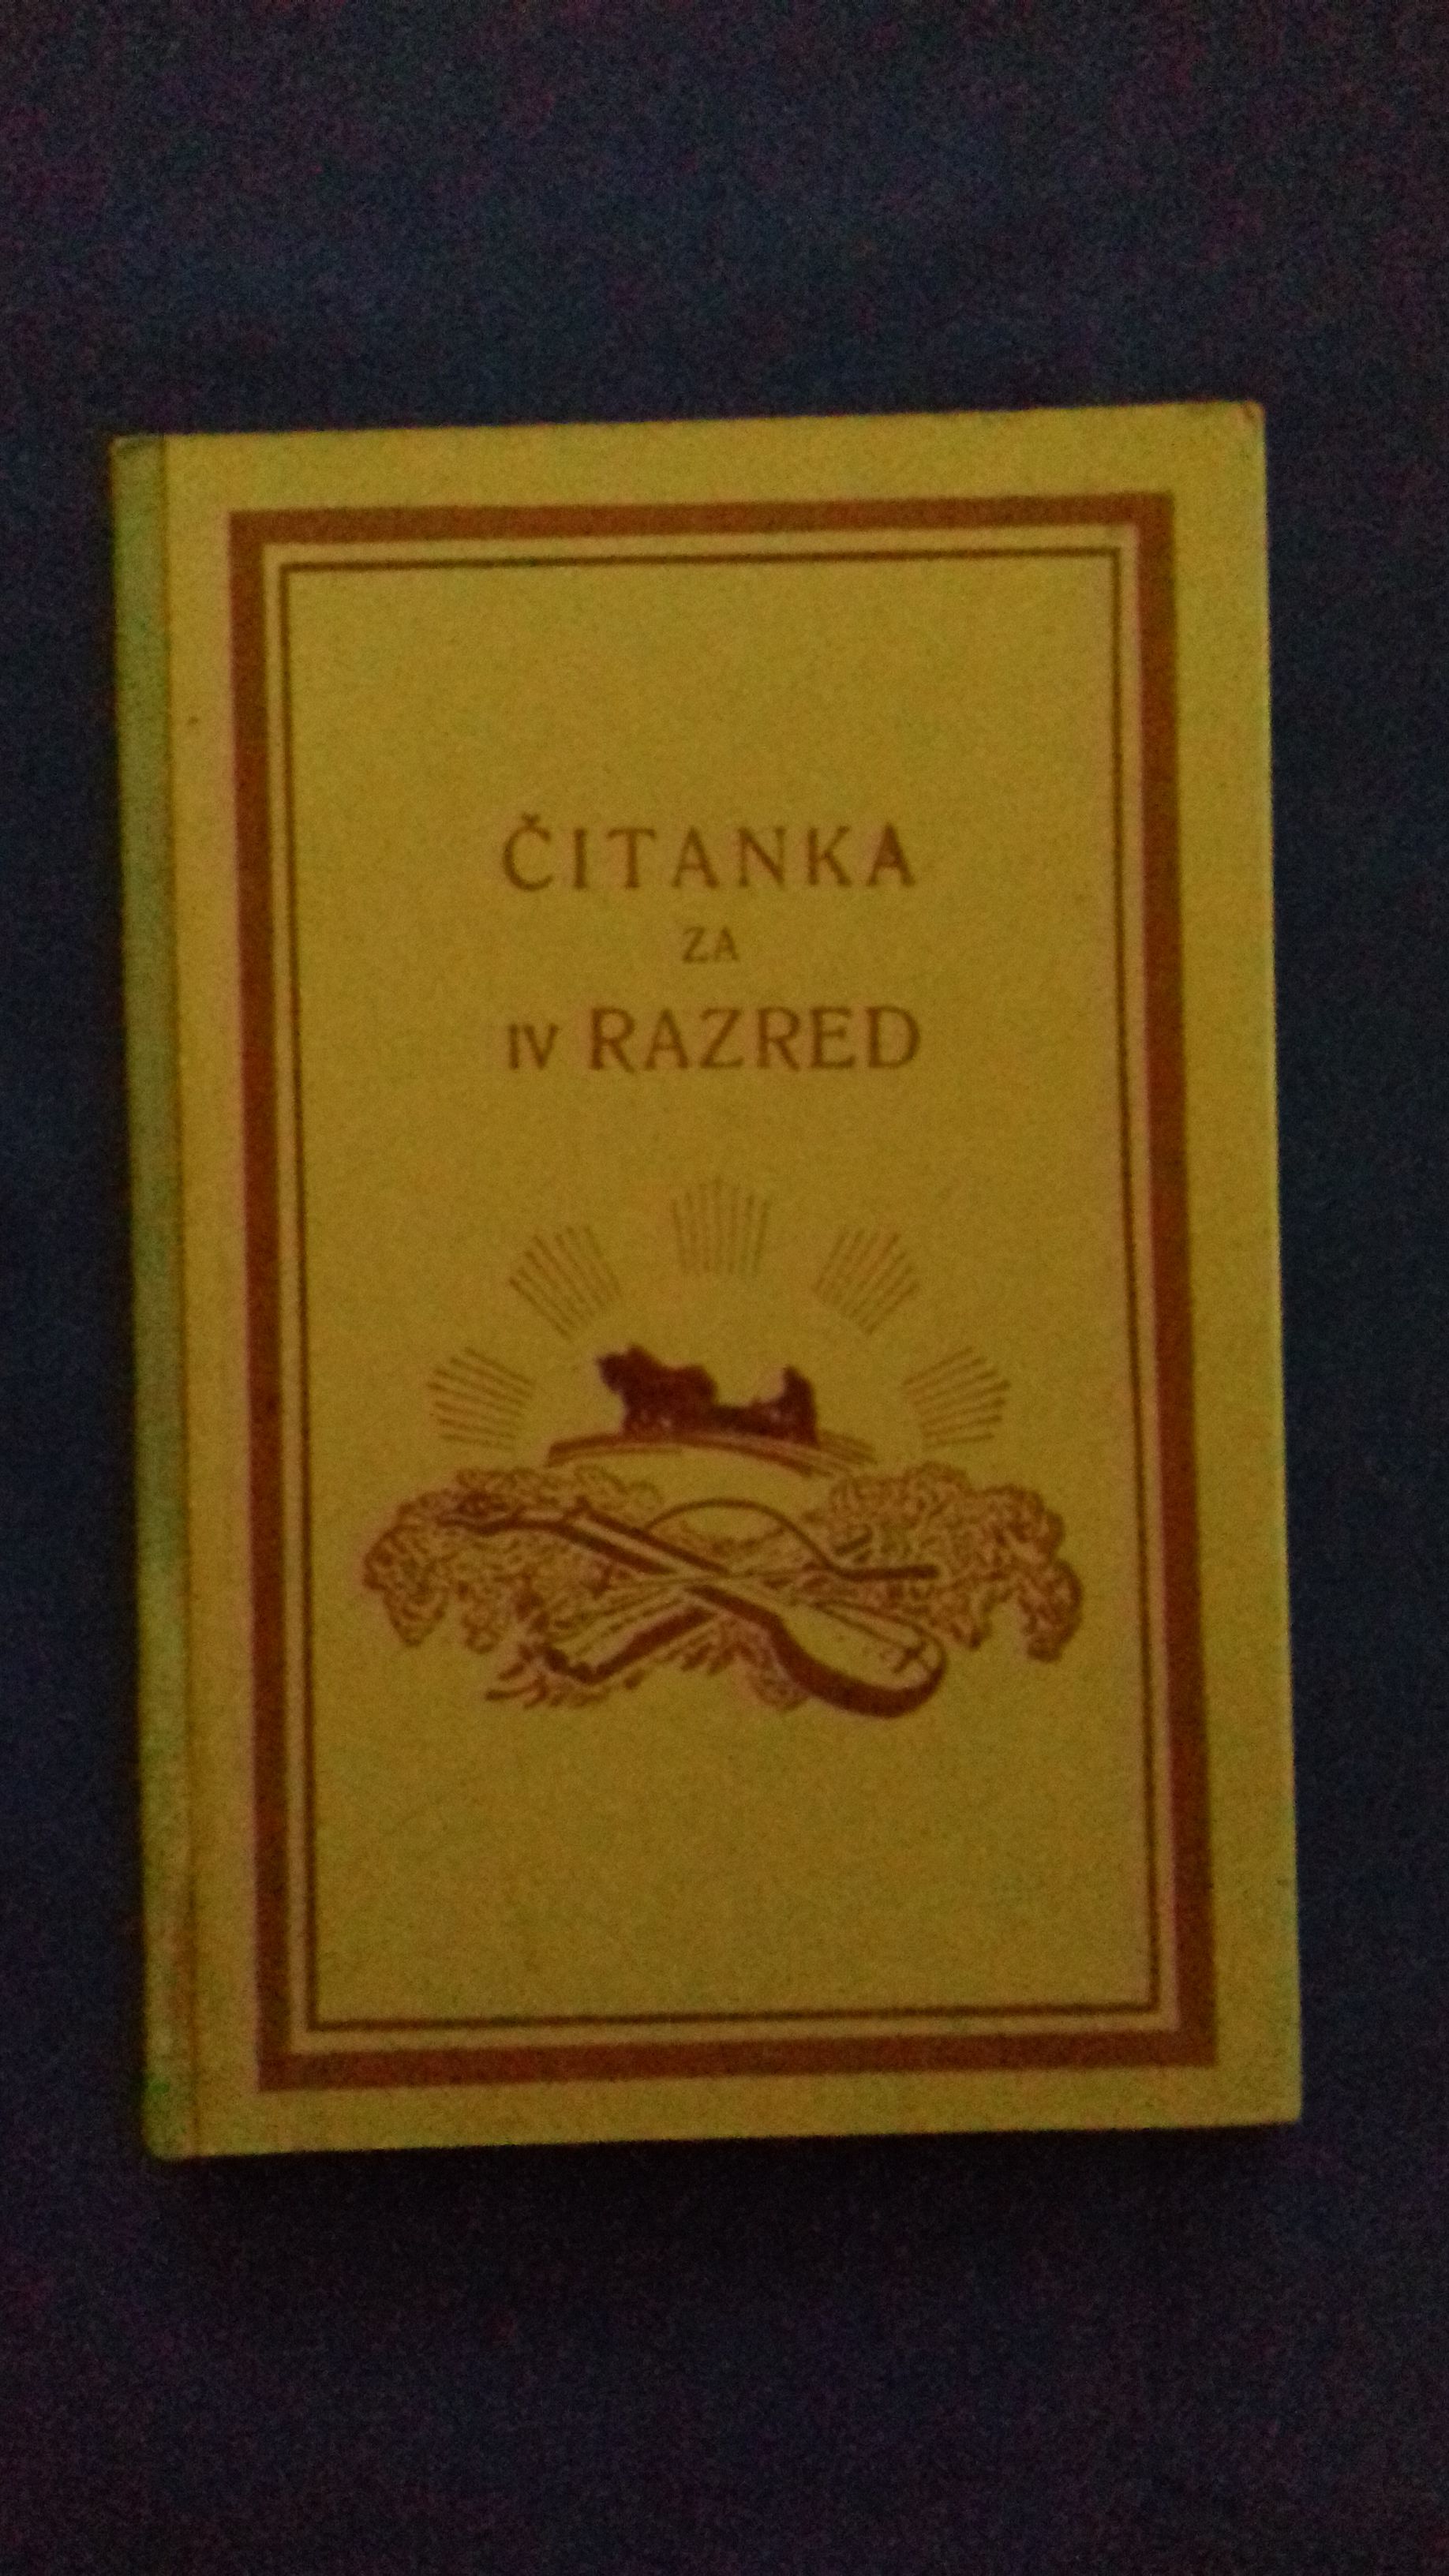 ČITANKA
ZA
IV RAZRED